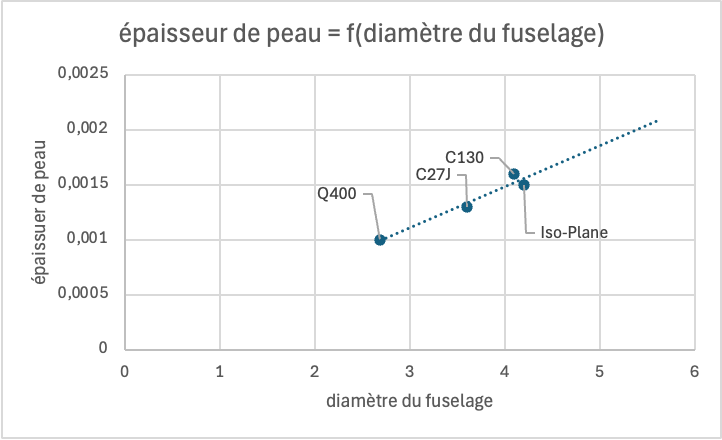 épaisseur de peau = f(diamètre du fuselage)
0,0025
0,002
0,0015
0,001
0,0005
0
épaissuer de peau
C130
C27J
Q400
Iso-Plane
0 1 2 3 4 5 6
diamètre du fuselage